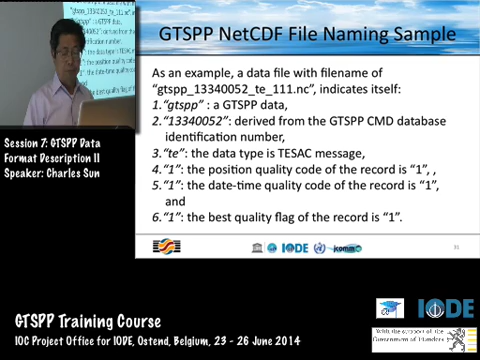 GTSPP NetCDF File Naming Sample
As an example, a data file with filename of
"gtspp_13340052_te_111.nc", indicates itself:
1."gtspp" : a GTSPP data,
2."13340052": derived from the GTSPP CMD database
identification number,
3."te": the data type is TESAC message,
4."1": the position quality code of the record is "1", ,
5."1": the date-time quality code of the record is "1",
and
6."1": the best quality flag of the record is "1".
IODE
jcomm
31
Session 7: GTSPP Data
Format Description II
Speaker: Charles Sun
GTSPP Training Course
IOC Project Office for IODE, Ostend, Belgium, 23 - 26 June 2014
IODE
With the support of the
Government of Flanders